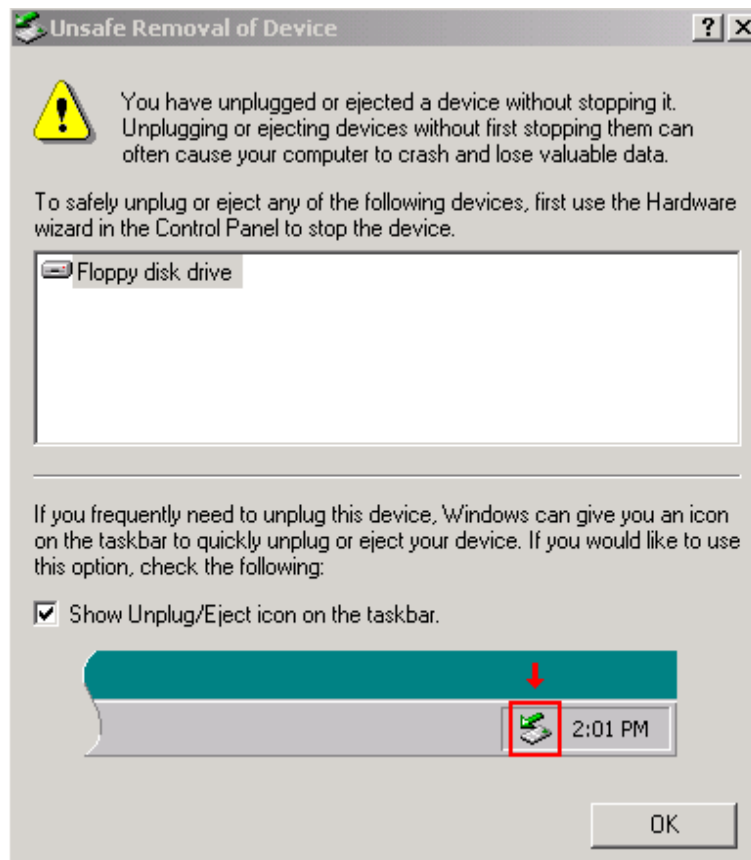 Unsafe Removal of Device
You have unplugged or ejected a device without stopping it.
Unplugging or ejecting devices without first stopping them can
often cause your computer to crash and lose valuable data.
To safely unplug or eject any of the following devices, first use the Hardware
wizard in the Control Panel to stop the device.
Floppy disk drive
If you frequently need to unplug this device, Windows can give you an icon
on the taskbar to quickly unplug or eject your device. If you would like to use
this option, check the following:
Show Unplug/Eject icon on the taskbar.
2:01 PM
OK